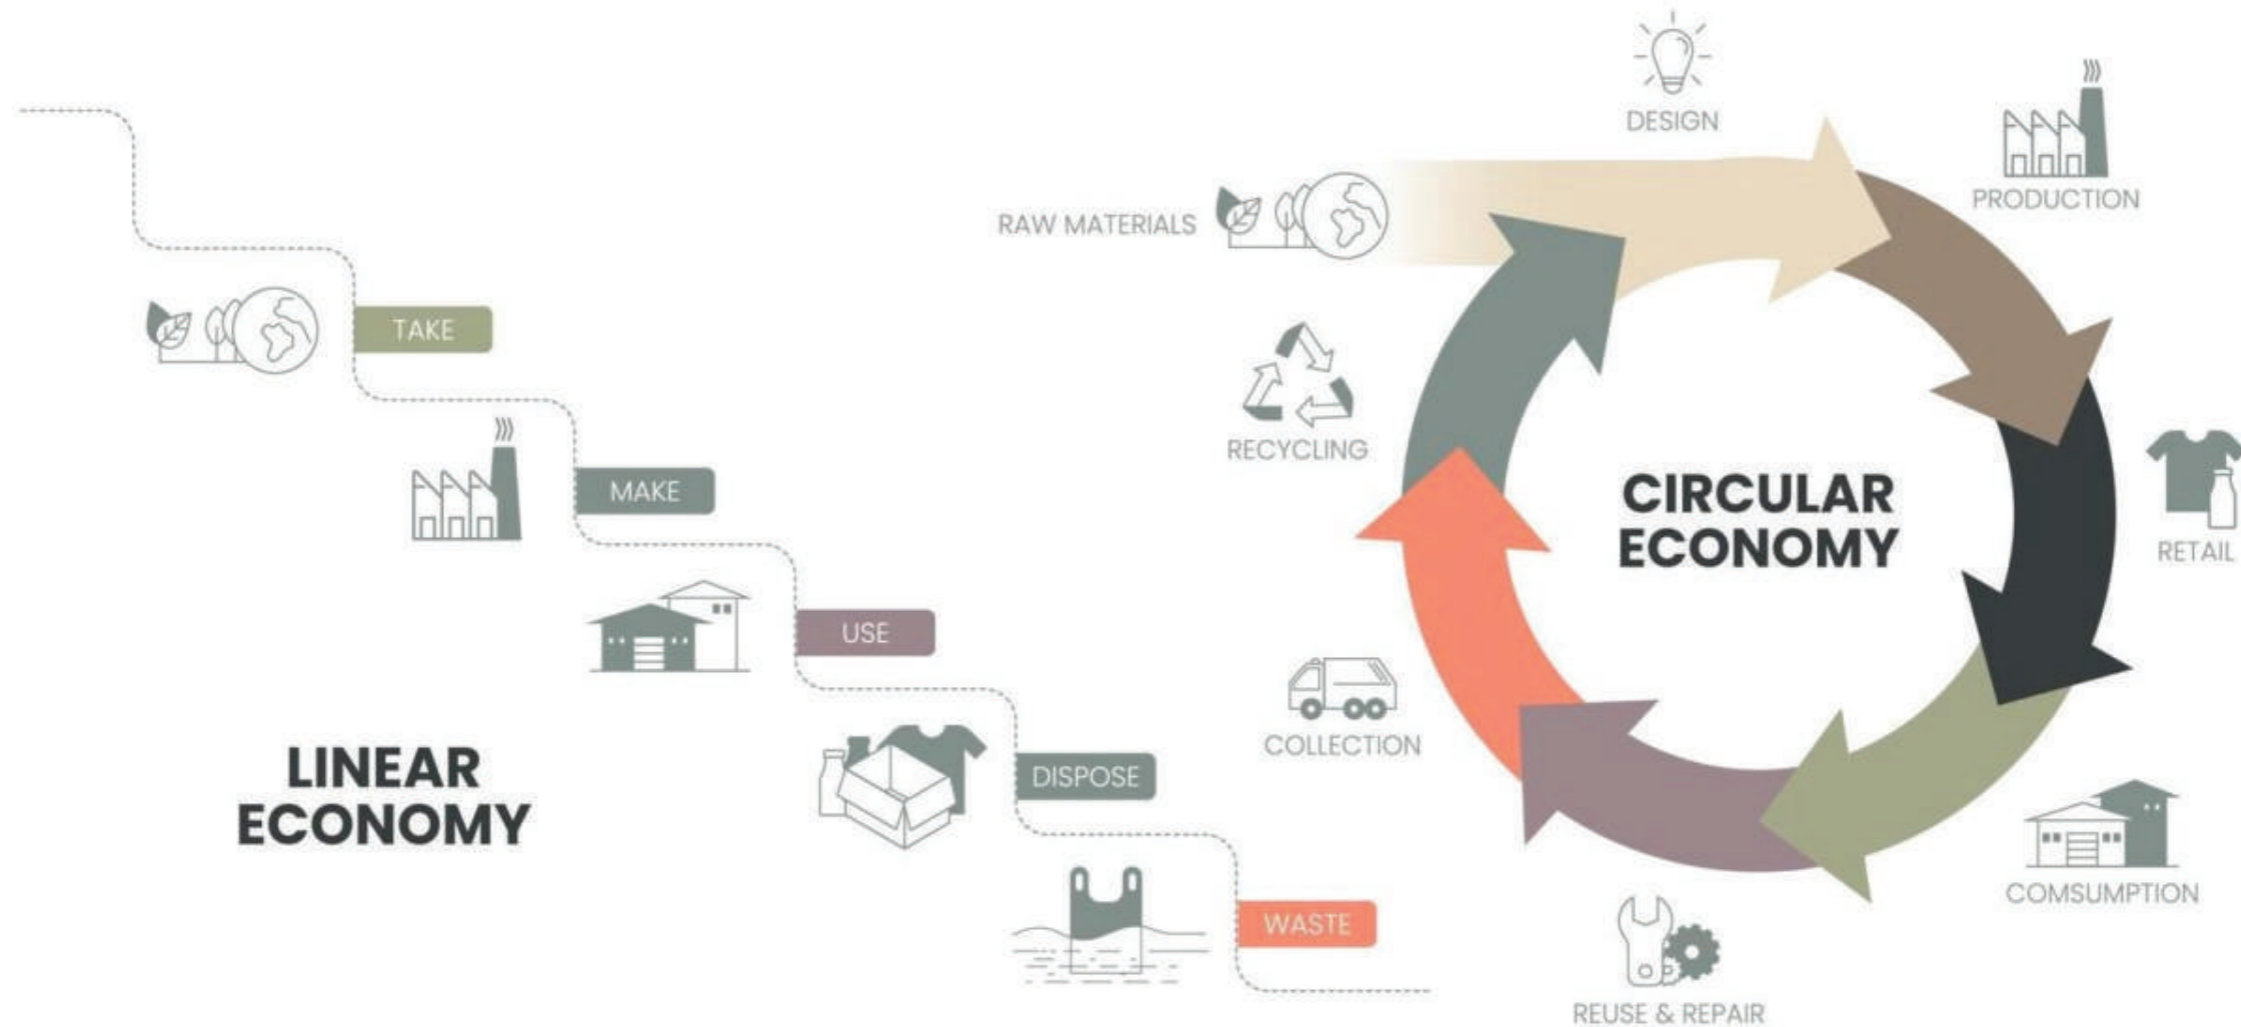 TAKE
MAKE
USE
DISPOSE
WASTE
LINEAR
ECONOMY
RAW MATERIALS
DESIGN
PRODUCTION
RETAIL
COMSUMPTION
REUSE & REPAIR
COLLECTION
RECYCLING
CIRCULAR
ECONOMY